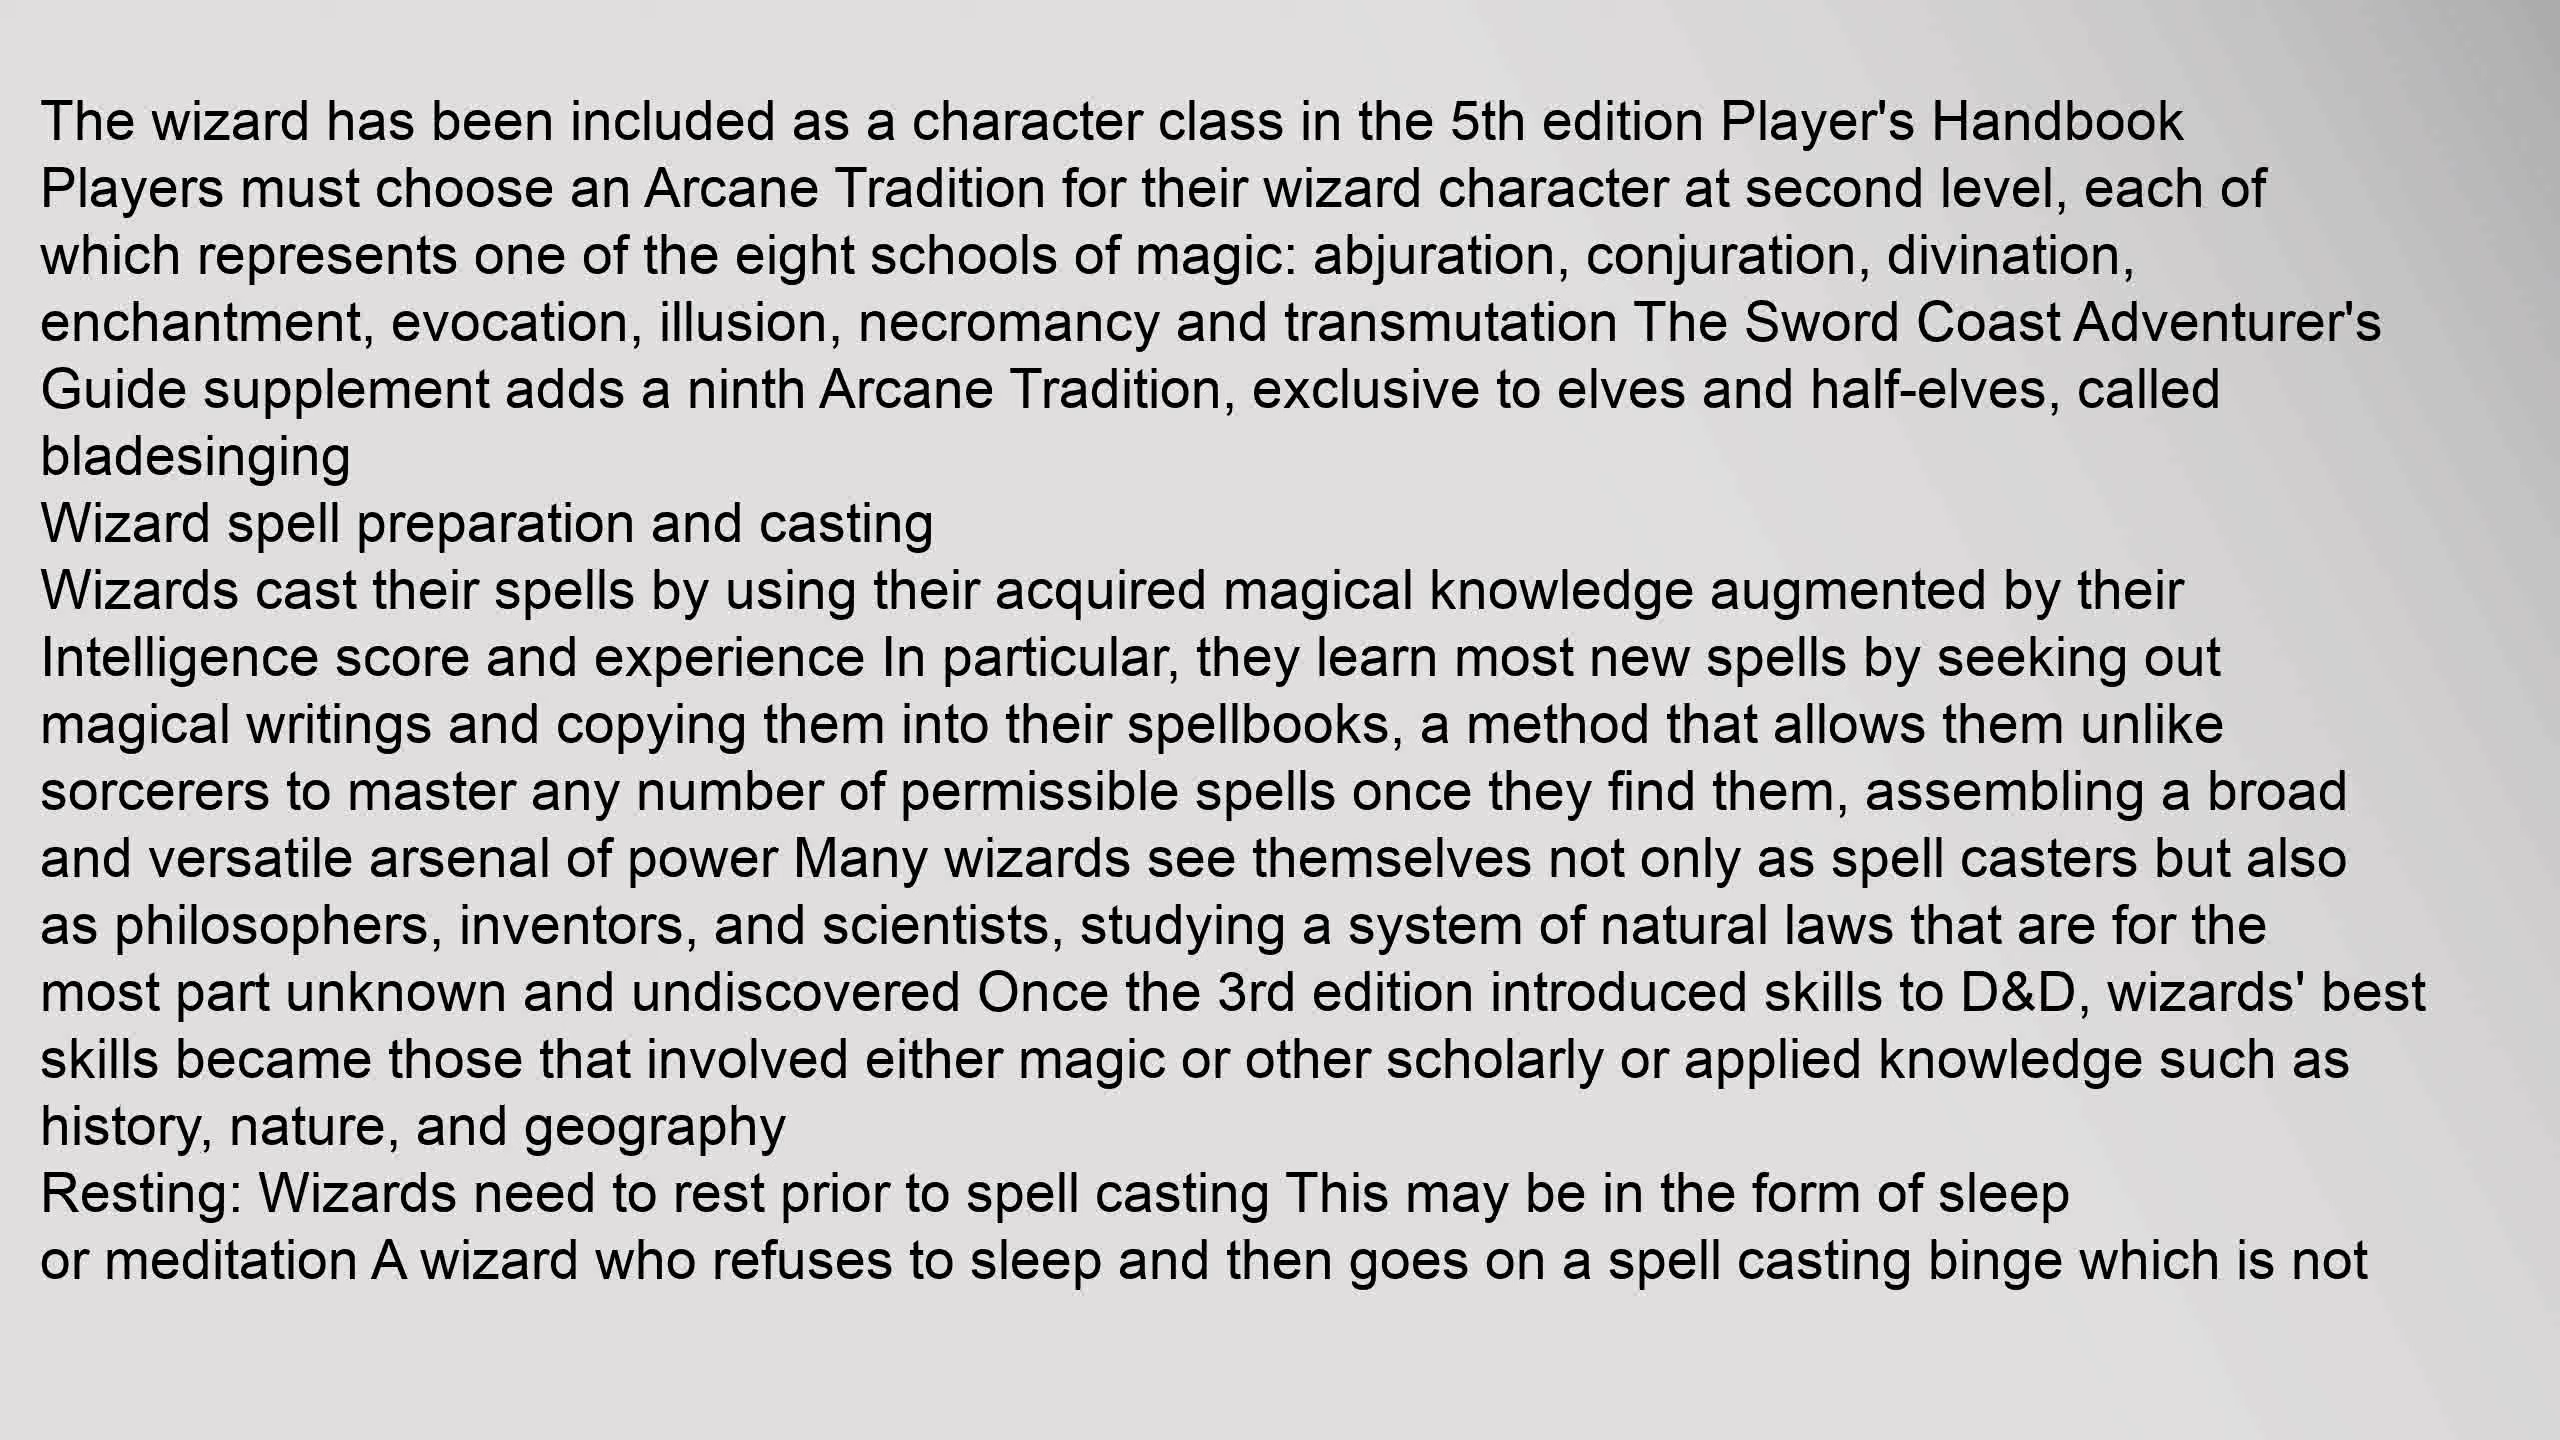 The wizard has been included as a character class in the 5th edition Player's Handbook
Players must choose an Arcane Tradition for their wizard character at second level, each of
which represents one of the eight schools of magic: abjuration, conjuration, divination,
enchantment, evocation, illusion, necromancy and transmutation The Sword Coast Adventurer's
Guide supplement adds a ninth Arcane Tradition, exclusive to elves and half-elves, called
bladesinging
Wizard spell preparation and casting
Wizards cast their spells by using their acquired magical knowledge augmented by their
Intelligence score and experience In particular, they learn most new spells by seeking out
magical writings and copying them into their spellbooks, a method that allows them unlike
sorcerers to master any number of permissible spells once they find them, assembling a broad
and versatile arsenal of power Many wizards see themselves not only as spell casters but also
as philosophers, inventors, and scientists, studying a system of natural laws that are for the
most part unknown and undiscovered Once the 3rd edition introduced skills to D&D, wizards' best
skills became those that involved either magic or other scholarly or applied knowledge such as
history, nature, and geography
Resting: Wizards need to rest prior to spell casting This may be in the form of sleep
or meditation A wizard who refuses to sleep and then goes on a spell casting binge which is not